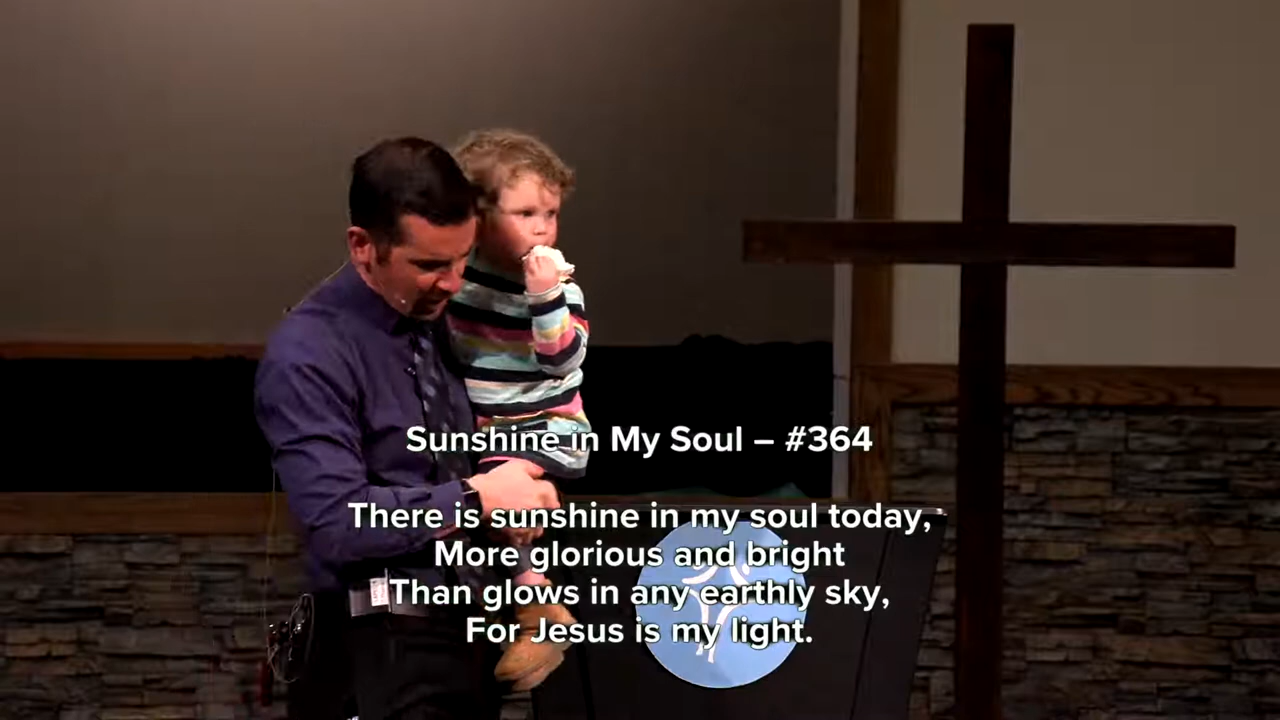 Sunshine in My Soul – #364
There is sunshine in my soul today,
More glorious and bright
Than glows in any earthly sky,
For Jesus is my light.